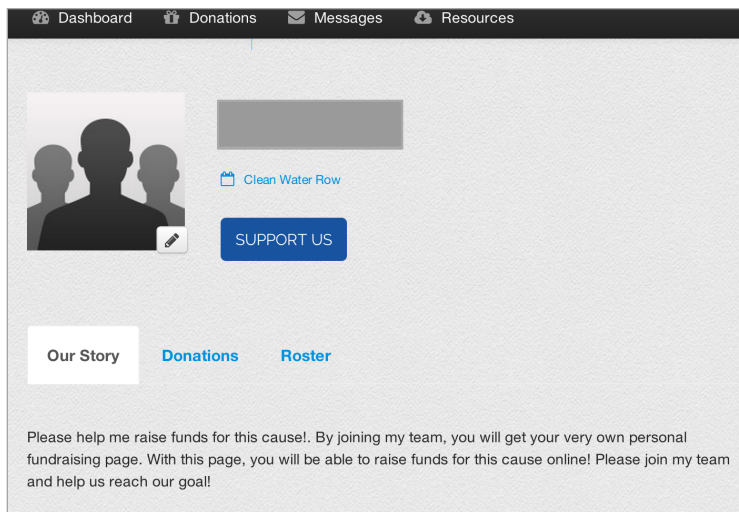 Dashboard Donations Messages Resources
Clean Water Row
SUPPORT US
Our Story Donations Roster
Please help me raise funds for this cause!. By joining my team, you will get your very own personal
fundraising page. With this page, you will be able to raise funds for this cause online! Please join my team
and help us reach our goal!